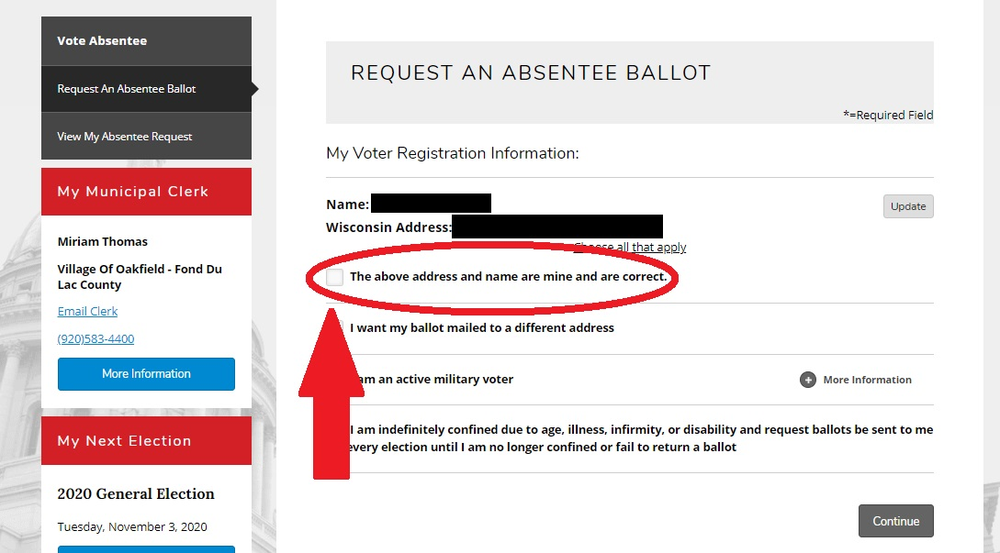 Vote Absentee
Request An Absentee Ballot
View My Absentee Request
My Municipal Clerk
Miriam Thomas
Village Of Oakfield - Fond Du
Lac County
Email Clerk
(920)583-4400
More Information
My Next Election
2020 General Election
Tuesday, November 3, 2020
REQUEST AN ABSENTEE BALLOT
*=Required Field
My Voter Registration Information:
Name:
Update
Wisconsin Address:
Choose all that apply
The above address and name are mine and are correct.
I want my ballot mailed to a different address
am an active military voter
More Information
I am indefinitely confined due to age, illness, infirmity, or disability and request ballots be sent to me
every election until I am no longer confined or fail to return a ballot
Continue